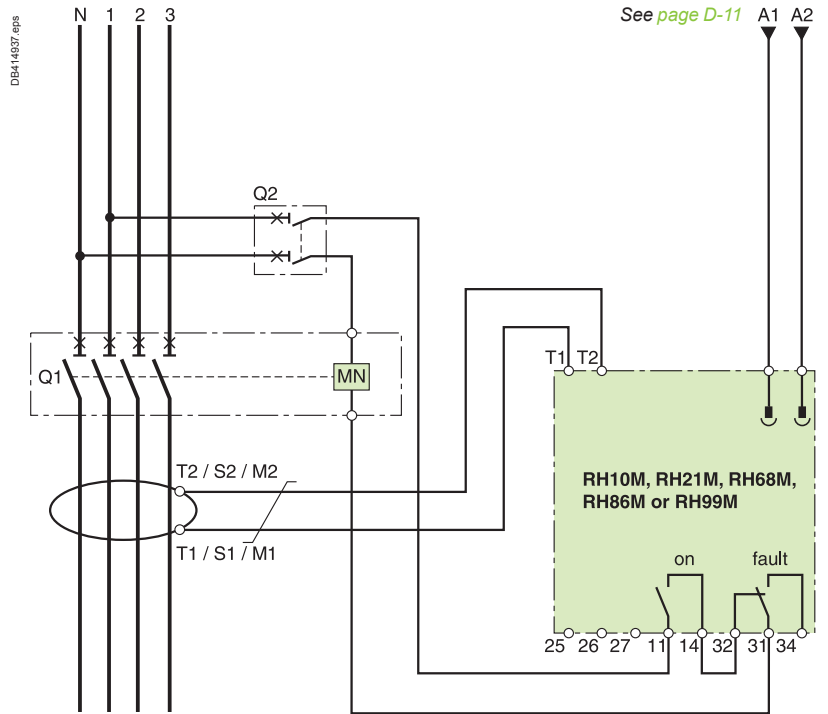 DB414937.eps
N 1 2 3
See page D-11 A1 A2
Q2
T1 T2
Q1
MN
T2 / S2 / M2
RH10M, RH21M, RH68M,
RH86M or RH99M
T1 / S1 / M1
on fault
25 26 27 11 14 32 31 34